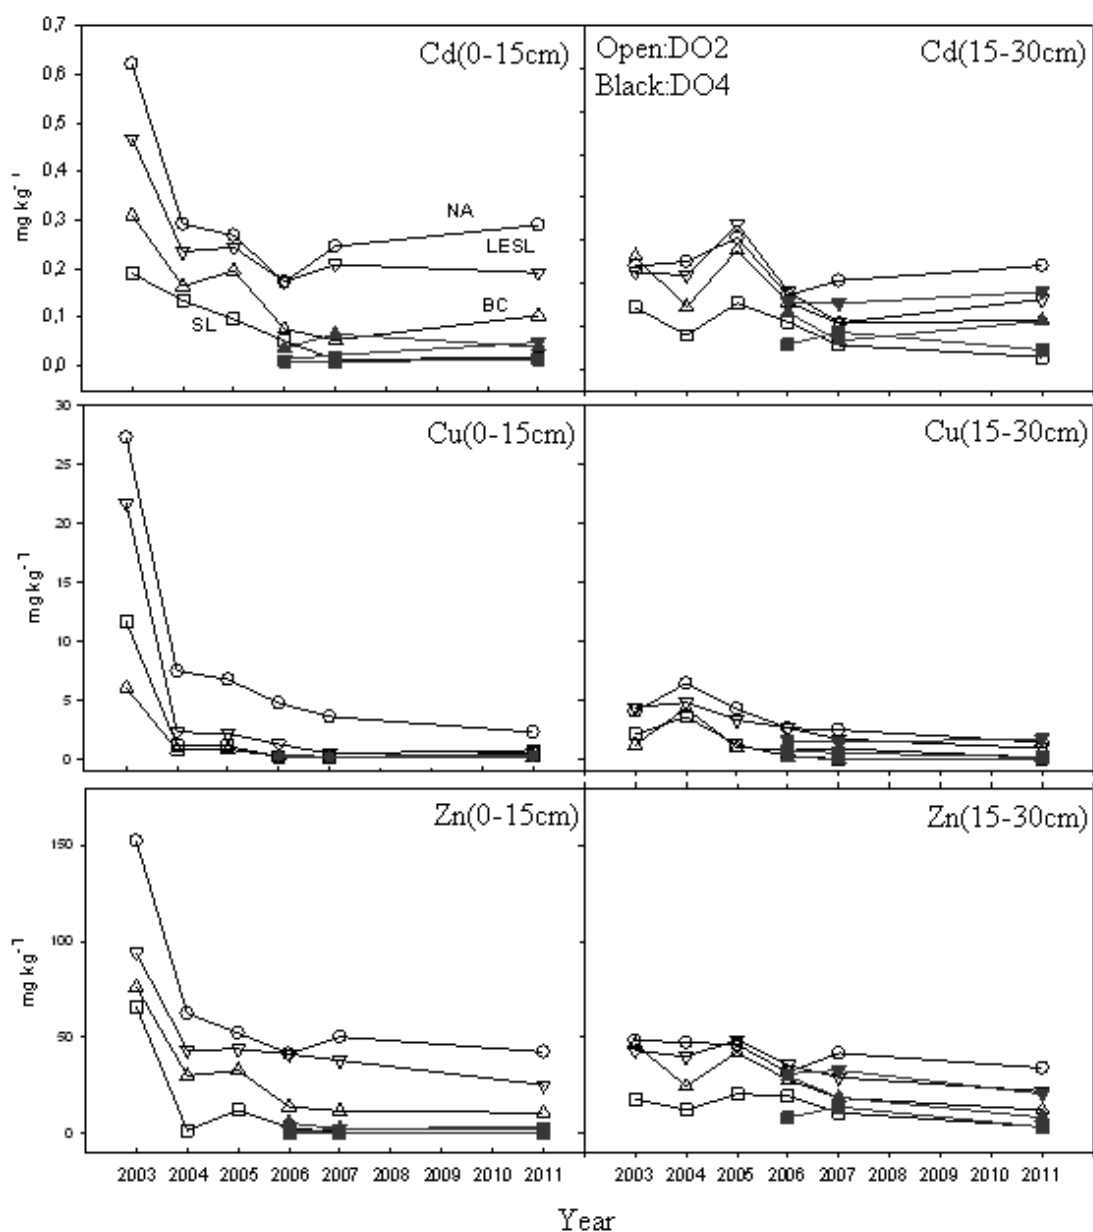 0,7
0,6
0,5
0,4
0,3
0,2
0,1
0,0
mg kg⁻¹
Cd(0-15cm)
NA
LESL
BC
SL
Open:DO2
Black:DO4
Cd(15-30cm)
30
25
20
15
10
5
0
mg kg⁻¹
Cu(0-15cm)
Cu(15-30cm)
150
100
50
0
mg kg⁻¹
Zn(0-15cm)
Zn(15-30cm)
2003 2004 2005 2006 2007 2008 2009 2010 2011
2003 2004 2005 2006 2007 2008 2009 2010 2011
Year